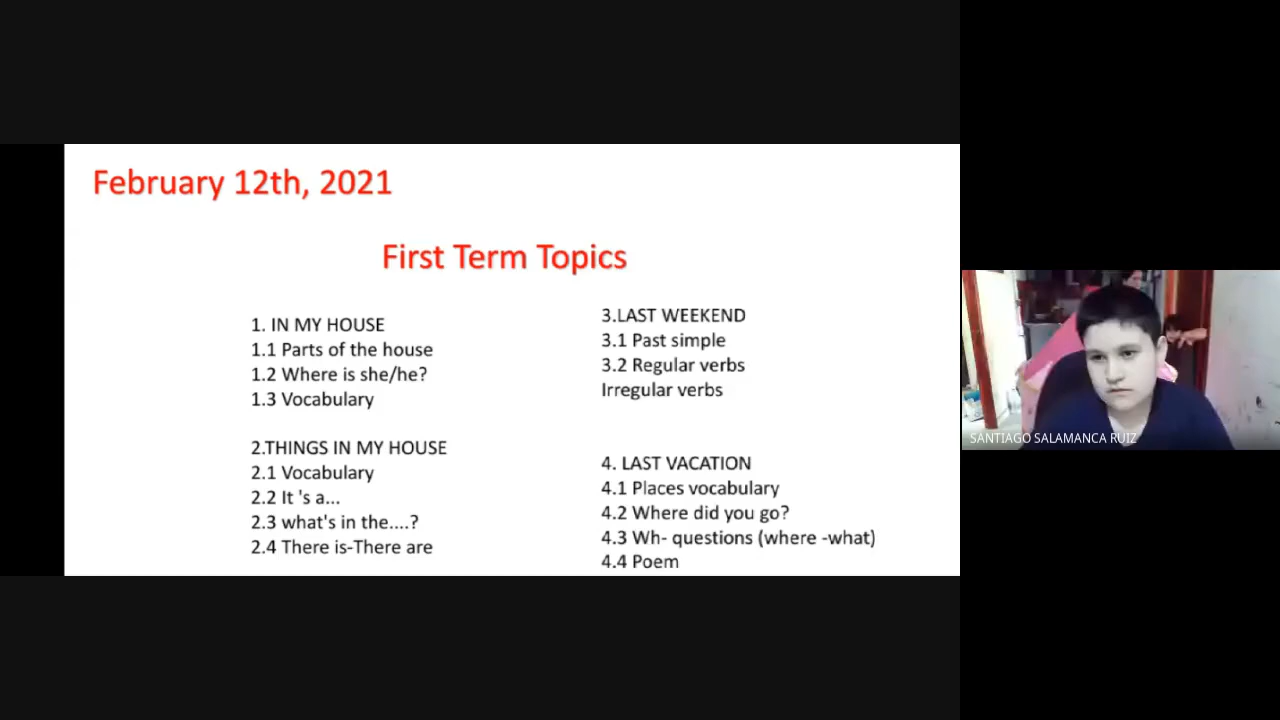 February 12th, 2021
First Term Topics
1. IN MY HOUSE
1.1 Parts of the house
1.2 Where is she/he?
1.3 Vocabulary
2.THINGS IN MY HOUSE
2.1 Vocabulary
2.2 It 's a...
2.3 what's in the....?
2.4 There is-There are
3.LAST WEEKEND
3.1 Past simple
3.2 Regular verbs
Irregular verbs
4. LAST VACATION
4.1 Places vocabulary
4.2 Where did you go?
4.3 Wh- questions (where -what)
4.4 Poem
SANTIAGO SALAMANCA RUIZ